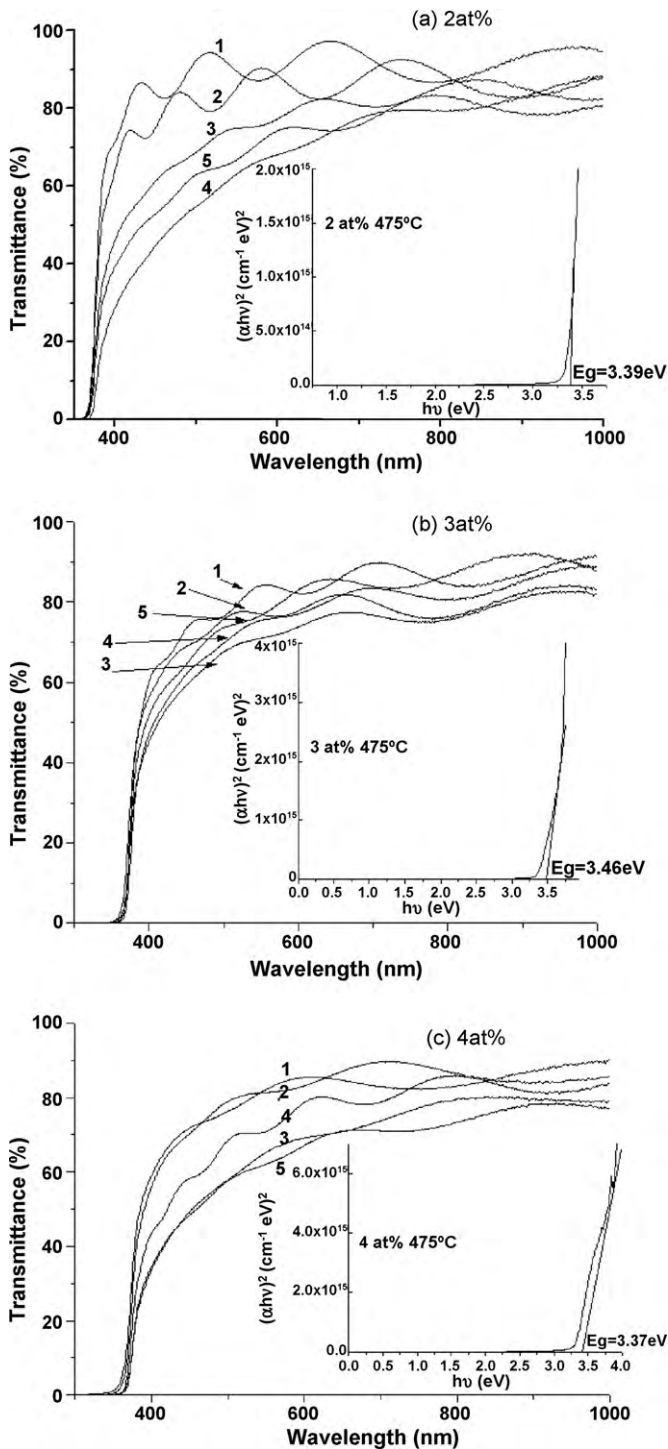 (a) 2at%
Transmittance (%)
100
80
60
40
20
0
1
2
3
5
4
(αhν)² (cm⁻¹ eV)²
2.0x10¹⁵
1.5x10¹⁵
1.0x10¹⁵
5.0x10¹⁴
0.0
2 at% 475ºC
Eg=3.39eV
1.0 1.5 2.0 2.5 3.0 3.5
hυ (eV)
400 600 800 1000
Wavelength (nm)
(b) 3at%
Transmittance (%)
100
80
60
40
20
0
1
2
5
4
3
(αhν)² (cm⁻¹ eV)²
4x10¹⁵
3x10¹⁵
2x10¹⁵
1x10¹⁵
0
3 at% 475ºC
Eg=3.46eV
0.0 0.5 1.0 1.5 2.0 2.5 3.0 3.5
hυ (eV)
400 600 800 1000
Wavelength (nm)
(c) 4at%
Transmittance (%)
100
80
60
40
20
0
1
2
4
3
5
(αhν)² (cm⁻¹ eV)²
6.0x10¹⁵
4.0x10¹⁵
2.0x10¹⁵
0.0
4 at% 475ºC
Eg=3.37eV
0.0 0.5 1.0 1.5 2.0 2.5 3.0 3.5 4.0
hυ (eV)
400 600 800 1000
Wavelength (nm)